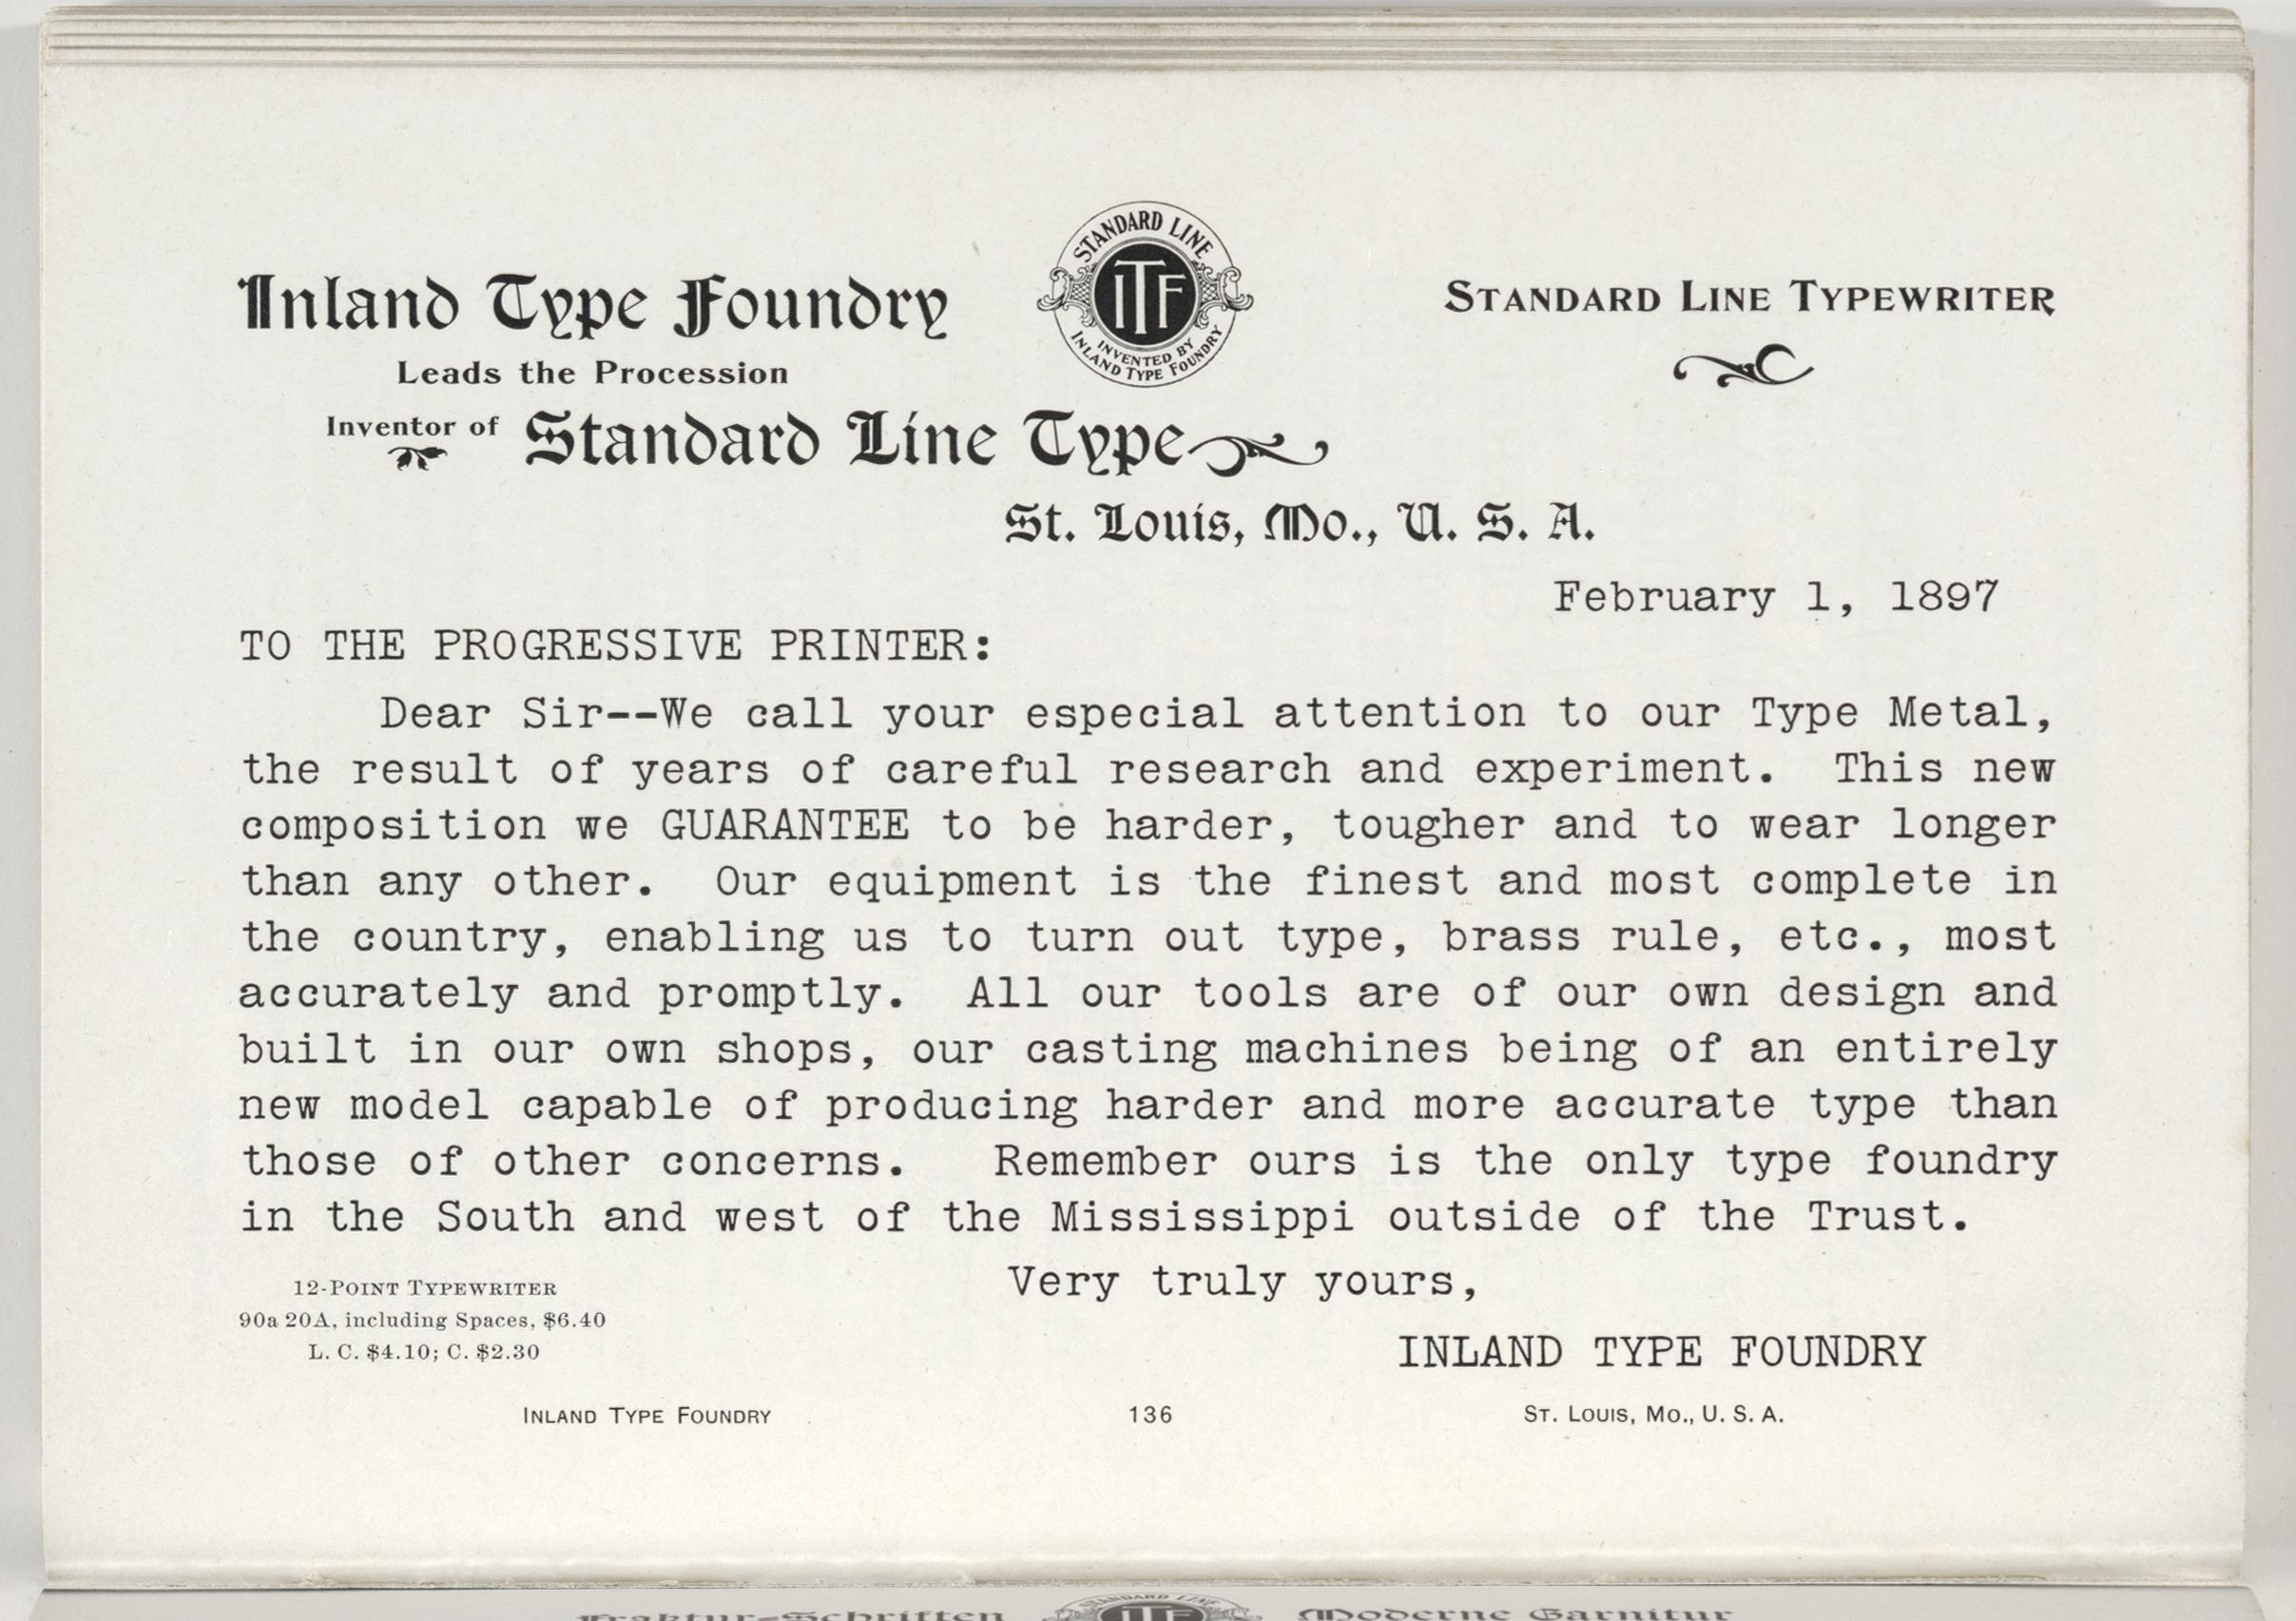 Inland Type Foundry
Leads the Procession
Inventor of Standard Line Type
STANDARD LINE
ITF
INVENTED BY
INLAND TYPE FOUNDRY
STANDARD LINE TYPEWRITER
St. Louis, Mo., U. S. A.
February 1, 1897
TO THE PROGRESSIVE PRINTER:
Dear Sir--We call your especial attention to our Type Metal,
the result of years of careful research and experiment. This new
composition we GUARANTEE to be harder, tougher and to wear longer
than any other. Our equipment is the finest and most complete in
the country, enabling us to turn out type, brass rule, etc., most
accurately and promptly. All our tools are of our own design and
built in our own shops, our casting machines being of an entirely
new model capable of producing harder and more accurate type than
those of other concerns. Remember ours is the only type foundry
in the South and west of the Mississippi outside of the Trust.
Very truly yours,
INLAND TYPE FOUNDRY
12-POINT TYPEWRITER
90a 20A, including Spaces, $6.40
L. C. $4.10; C. $2.30
INLAND TYPE FOUNDRY 136 ST. LOUIS, MO., U. S. A.
Fraktur-Schriften STANDARD LINE ITF Moderne Garnitur